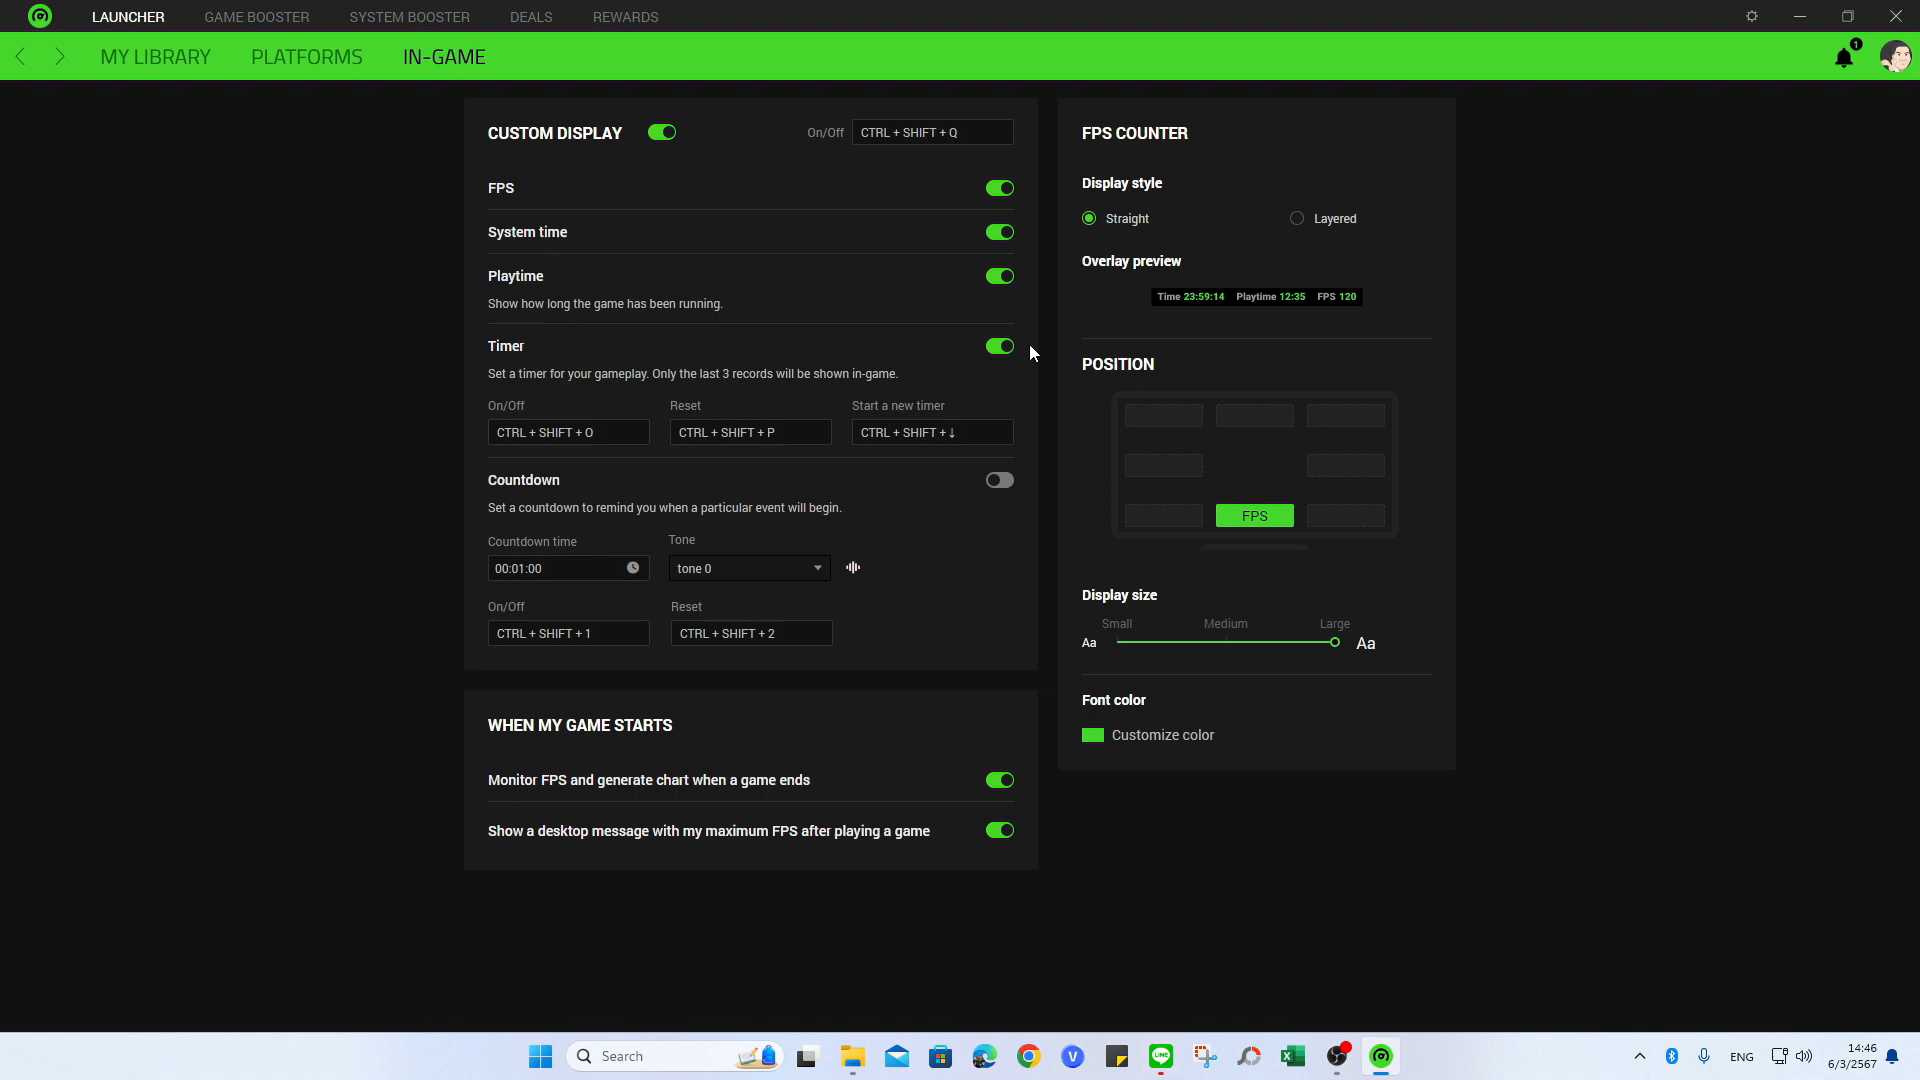 LAUNCHER GAME BOOSTER SYSTEM BOOSTER DEALS REWARDS
MY LIBRARY PLATFORMS IN-GAME
1
CUSTOM DISPLAY On/Off CTRL + SHIFT + Q
FPS
System time
Playtime
Show how long the game has been running.
Timer
Set a timer for your gameplay. Only the last 3 records will be shown in-game.
On/Off Reset Start a new timer
CTRL + SHIFT + O CTRL + SHIFT + P CTRL + SHIFT + ↓
Countdown
Set a countdown to remind you when a particular event will begin.
Countdown time Tone
00:01:00 tone 0
On/Off Reset
CTRL + SHIFT + 1 CTRL + SHIFT + 2
WHEN MY GAME STARTS
Monitor FPS and generate chart when a game ends
Show a desktop message with my maximum FPS after playing a game
FPS COUNTER
Display style
Straight Layered
Overlay preview
Time 23:59:14 Playtime 12:35 FPS 120
POSITION
FPS
Display size
Small Medium Large
Aa Aa
Font color
Customize color
Search V LINE X ENG 14:46
6/3/2567